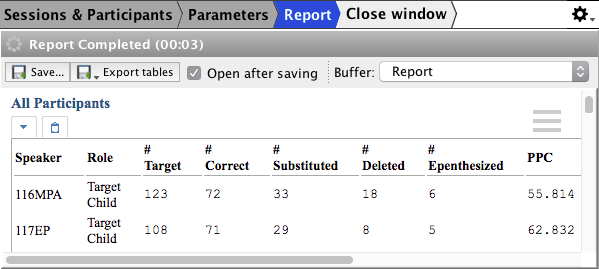 Sessions & Participants Parameters Report Close window
Report Completed (00:03)
Save... Export tables Open after saving Buffer: Report
All Participants
Speaker Role # Target # Correct # Substituted # Deleted # Epenthesized PPC
116MPA Target Child 123 72 33 18 6 55.814
117EP Target Child 108 71 29 8 5 62.832